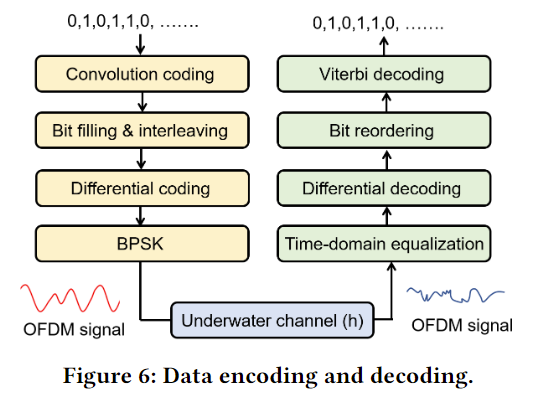 0,1,0,1,1,0, .......
Convolution coding
Bit filling & interleaving
Differential coding
BPSK
OFDM signal
Underwater channel (h)
0,1,0,1,1,0, .......
Viterbi decoding
Bit reordering
Differential decoding
Time-domain equalization
OFDM signal
Figure 6: Data encoding and decoding.